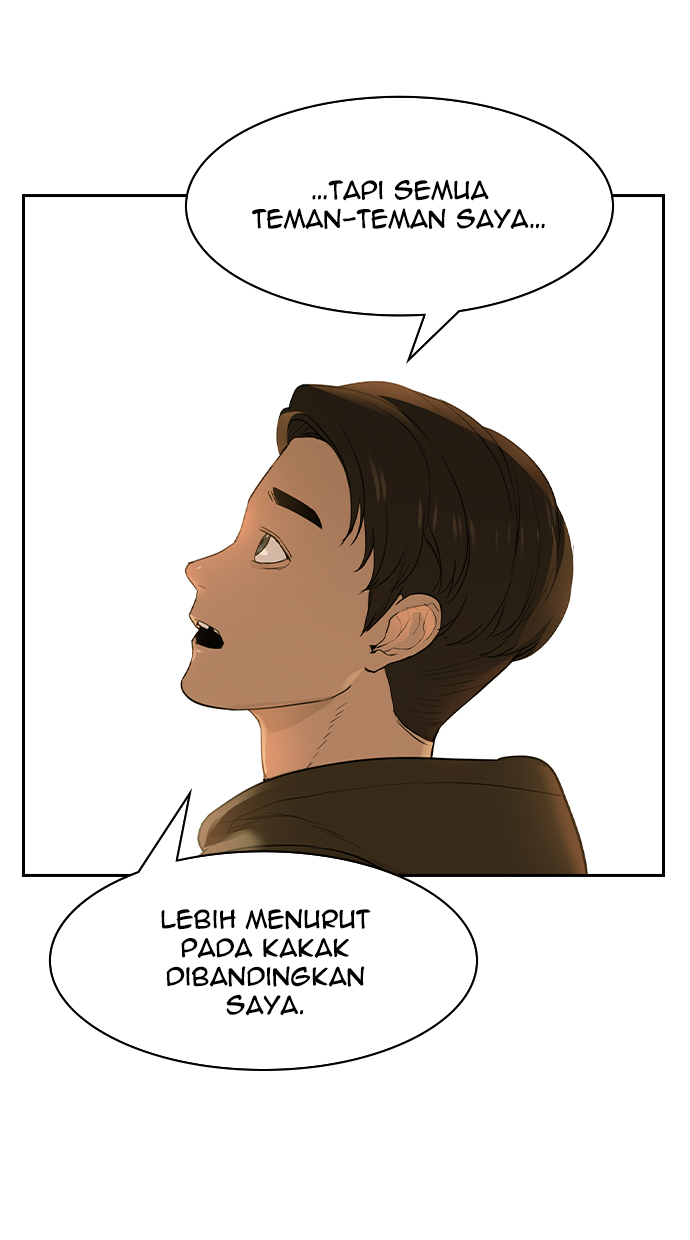 ...TAPI SEMUA
TEMAN-TEMAN SAYA...
LEBIH MENURUT
PADA KAKAK
DIBANDINGKAN
SAYA.